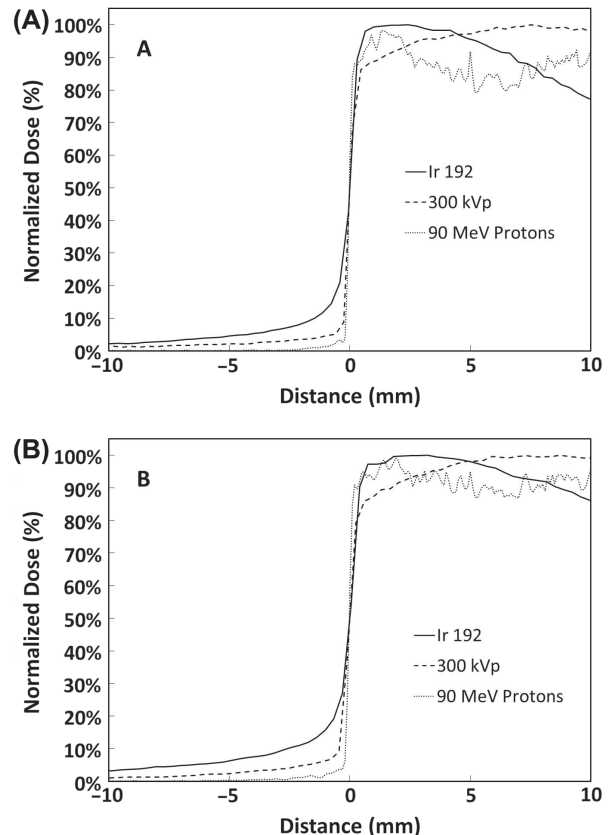 (A)
A
100%
90%
80%
70%
60%
50%
40%
30%
20%
10%
0%
Normalized Dose (%)
Ir 192
300 kVp
90 MeV Protons
−10 −5 0 5 10
Distance (mm)
(B)
B
100%
90%
80%
70%
60%
50%
40%
30%
20%
10%
0%
Normalized Dose (%)
Ir 192
300 kVp
90 MeV Protons
−10 −5 0 5 10
Distance (mm)